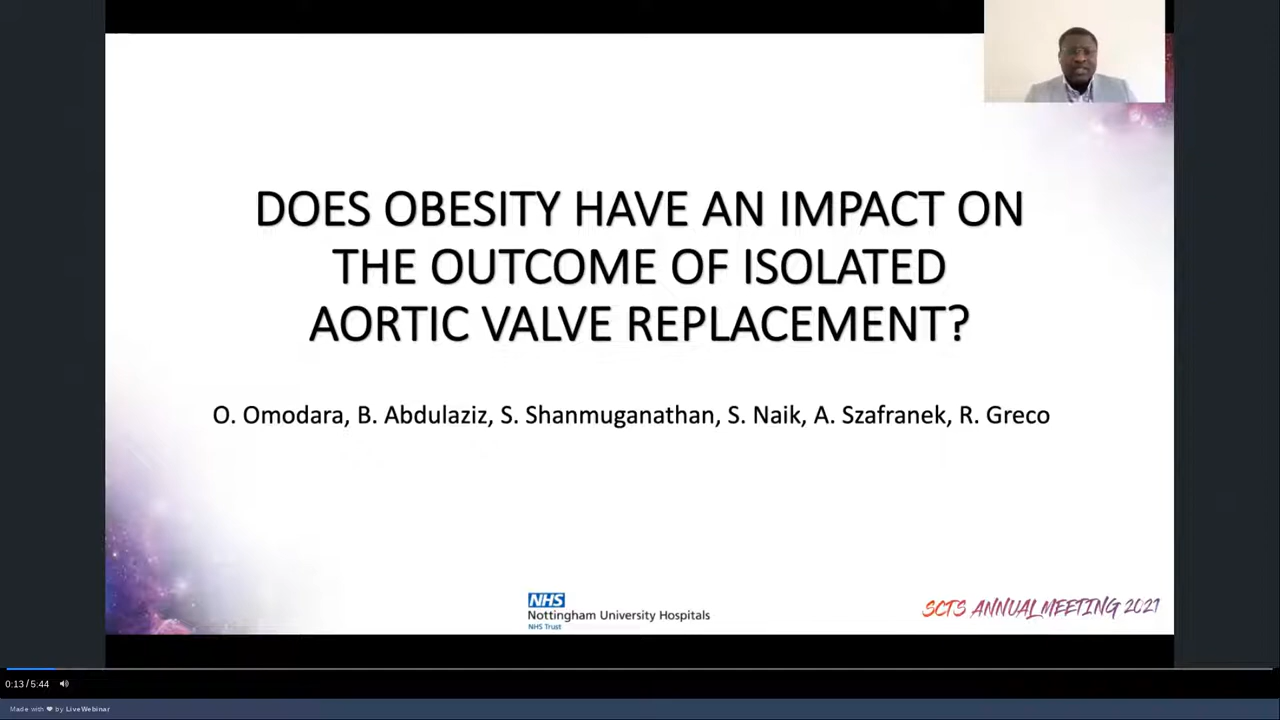 DOES OBESITY HAVE AN IMPACT ON
THE OUTCOME OF ISOLATED
AORTIC VALVE REPLACEMENT?
O. Omodara, B. Abdulaziz, S. Shanmuganathan, S. Naik, A. Szafranek, R. Greco
NHS
Nottingham University Hospitals
NHS Trust
SCTS ANNUAL MEETING 2021
0:13 / 5:44
Made with ❤ by LiveWebinar